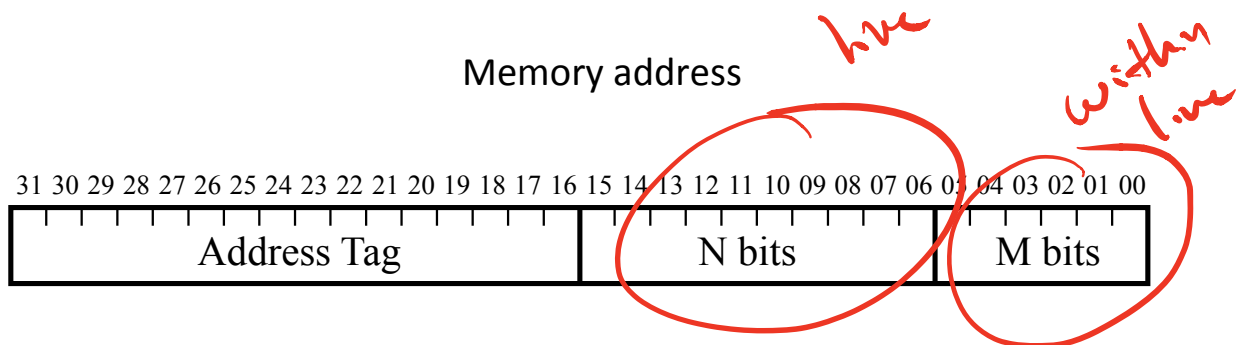 line
Memory address
within
line
31 30 29 28 27 26 25 24 23 22 21 20 19 18 17 16 15 14 13 12 11 10 09 08 07 06 05 04 03 02 01 00
Address Tag N bits M bits